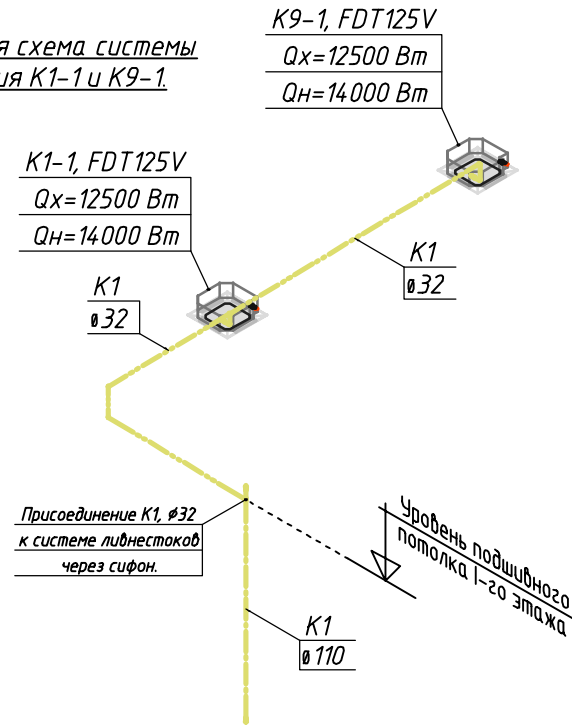 я схема системы
ия К1-1 и К9-1.
К9-1, FDT125V
Qх=12500 Вт
Qн=14000 Вт
К1-1, FDT125V
Qх=12500 Вт
Qн=14000 Вт
К1
ø32
К1
ø32
Присоединение К1, ø32
к системе ливнестоков
через сифон.
Уровень подшивного
потолка 1-го этажа
К1
ø110